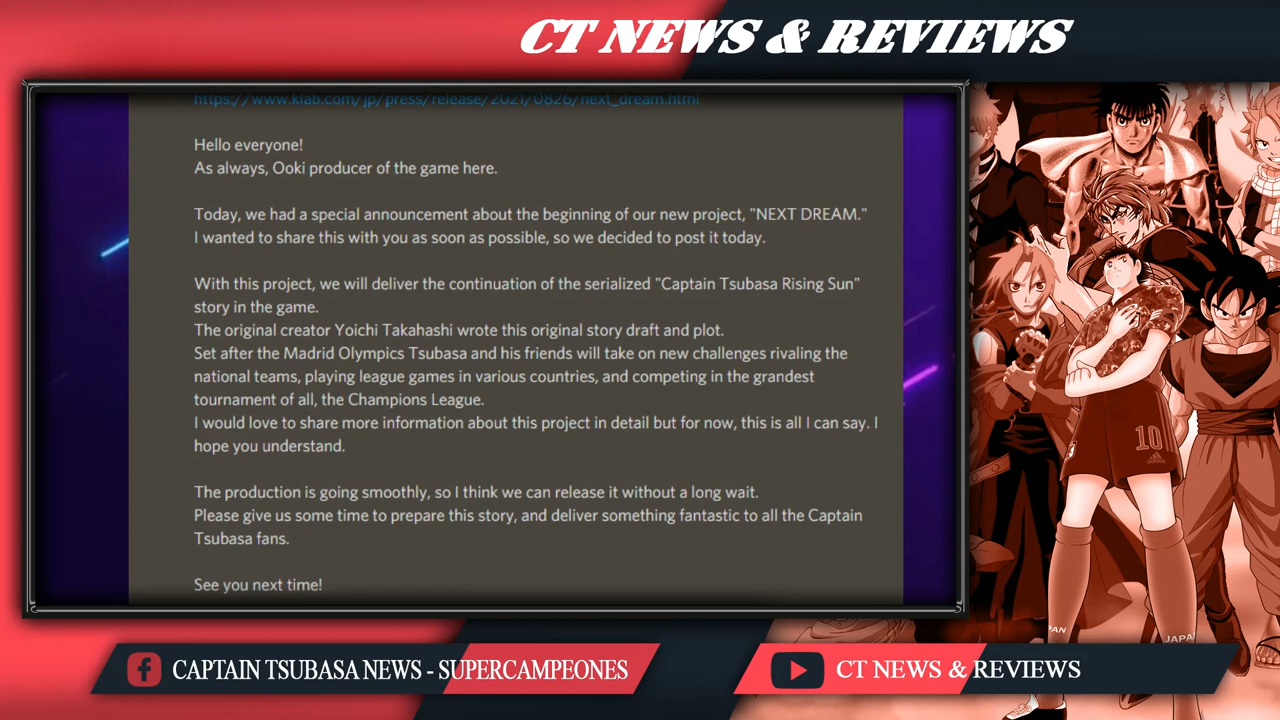 CT NEWS & REVIEWS
https://www.klab.com/jp/press/release/2021/0826/next_dream.html
Hello everyone!
As always, Ooki producer of the game here.
Today, we had a special announcement about the beginning of our new project, "NEXT DREAM."
I wanted to share this with you as soon as possible, so we decided to post it today.
With this project, we will deliver the continuation of the serialized "Captain Tsubasa Rising Sun"
story in the game.
The original creator Yoichi Takahashi wrote this original story draft and plot.
Set after the Madrid Olympics Tsubasa and his friends will take on new challenges rivaling the
national teams, playing league games in various countries, and competing in the grandest
tournament of all, the Champions League.
I would love to share more information about this project in detail but for now, this is all I can say. I
hope you understand.
The production is going smoothly, so I think we can release it without a long wait.
Please give us some time to prepare this story, and deliver something fantastic to all the Captain
Tsubasa fans.
See you next time!
10
adidas
PAN
JAPA
CAPTAIN TSUBASA NEWS - SUPERCAMPEONES
CT NEWS & REVIEWS